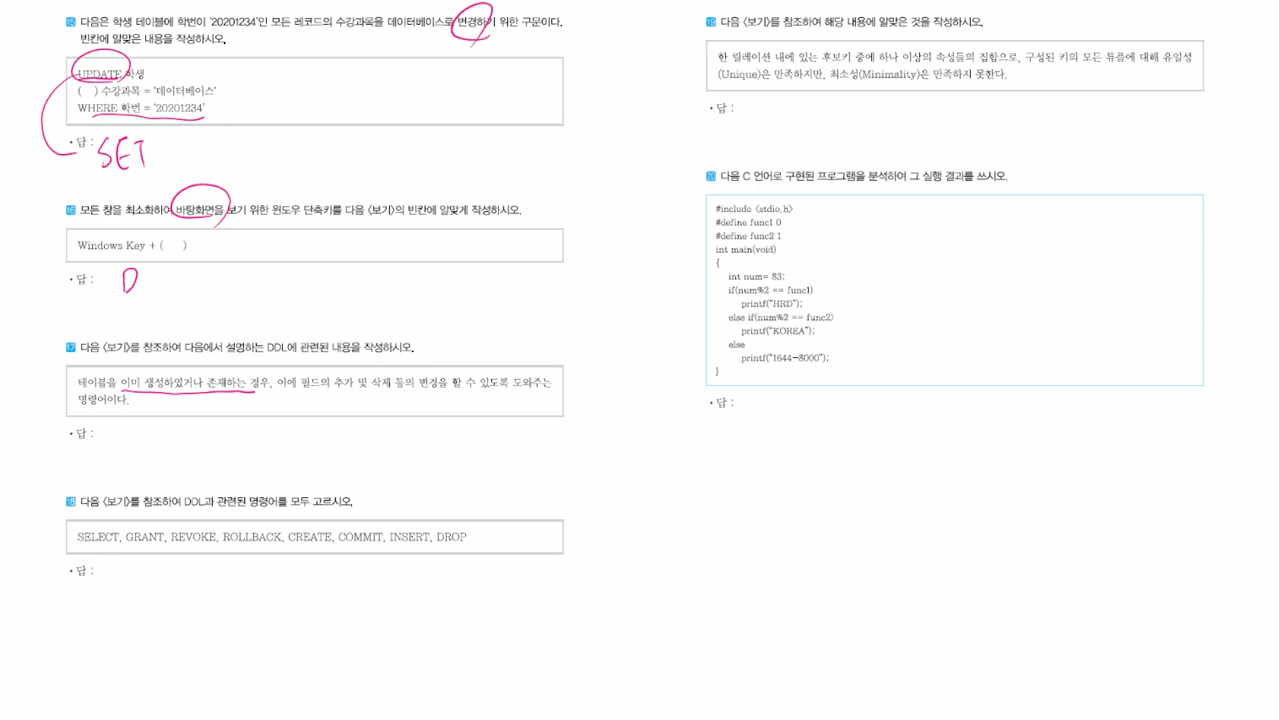 15 다음은 학생 테이블에 학번이 '20201234'인 모든 레코드의 수강과목을 데이터베이스로 변경하기 위한 구문이다.
빈칸에 알맞은 내용을 작성하시오.
UPDATE 학생
(    ) 수강과목 = '데이터베이스'
WHERE 학번 = '20201234'
• 답 : SET
16 모든 창을 최소화하여 바탕화면을 보기 위한 윈도우 단축키를 다음 〈보기〉의 빈칸에 알맞게 작성하시오.
Windows Key + (    )
• 답 : D
17 다음 〈보기〉를 참조하여 다음에서 설명하는 DDL에 관련된 내용을 작성하시오.
테이블을 이미 생성하였거나 존재하는 경우, 이에 필드의 추가 및 삭제 등의 변경을 할 수 있도록 도와주는
명령어이다.
• 답 :
18 다음 〈보기〉를 참조하여 DDL과 관련된 명령어를 모두 고르시오.
SELECT, GRANT, REVOKE, ROLLBACK, CREATE, COMMIT, INSERT, DROP
• 답 :
19 다음 〈보기〉를 참조하여 해당 내용에 알맞은 것을 작성하시오.
한 릴레이션 내에 있는 후보키 중에 하나 이상의 속성들의 집합으로, 구성된 키의 모든 튜플에 대해 유일성
(Unique)은 만족하지만, 최소성(Minimality)은 만족하지 못한다.
• 답 :
20 다음 C 언어로 구현된 프로그램을 분석하여 그 실행 결과를 쓰시오.
#include <stdio.h>
#define func1 0
#define func2 1
int main(void)
{
int num= 83;
if(num%2 == func1)
printf("HRD");
else if(num%2 == func2)
printf("KOREA");
else
printf("1644-8000");
}
• 답 :